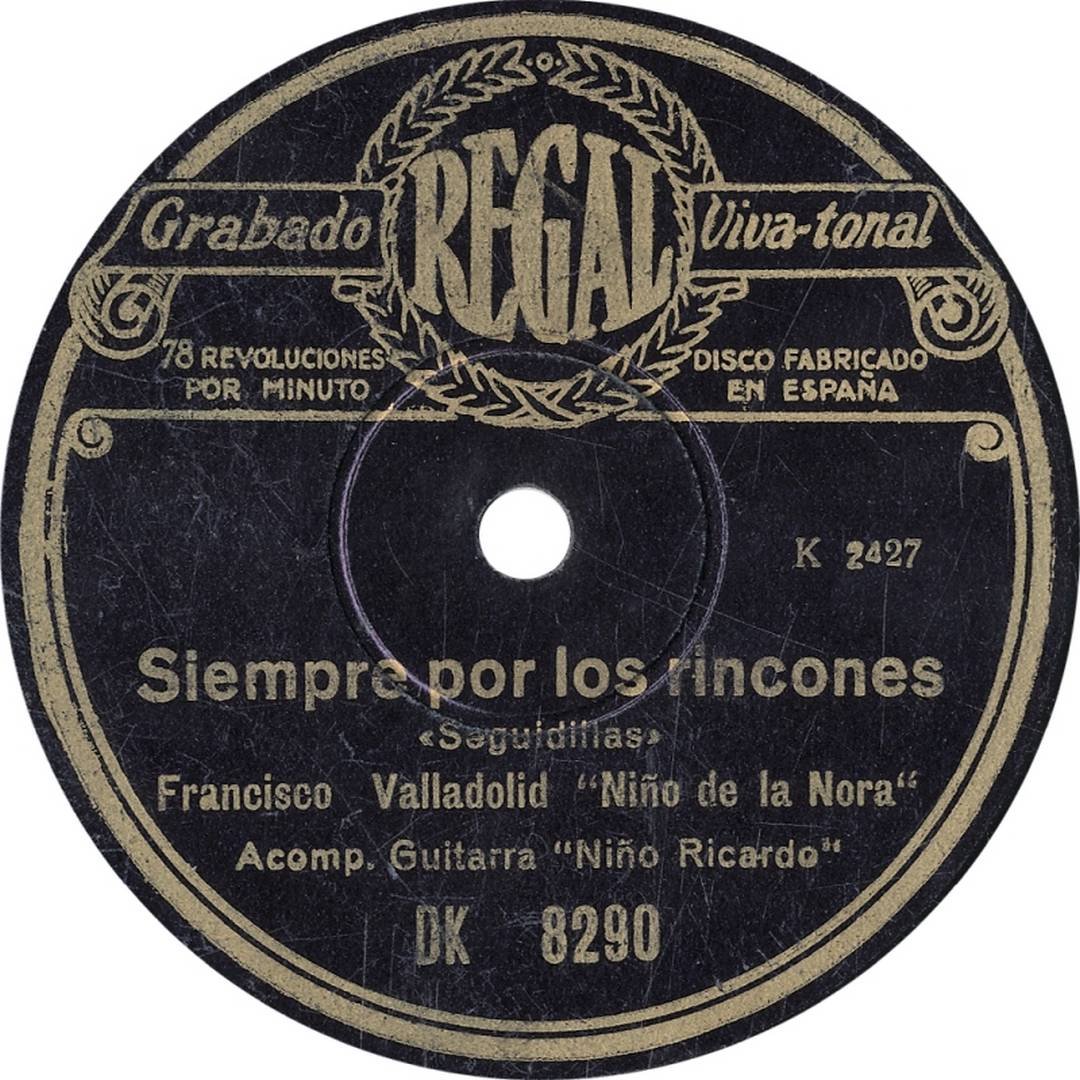 REGAL
Grabado Viva-tonal
78 REVOLUCIONES
POR MINUTO
DISCO FABRICADO
EN ESPAÑA
K 2427
Siempre por los rincones
«Seguidillas»
Francisco Valladolid “Niño de la Nora“
Acomp. Guitarra “Niño Ricardo“
DK 8290